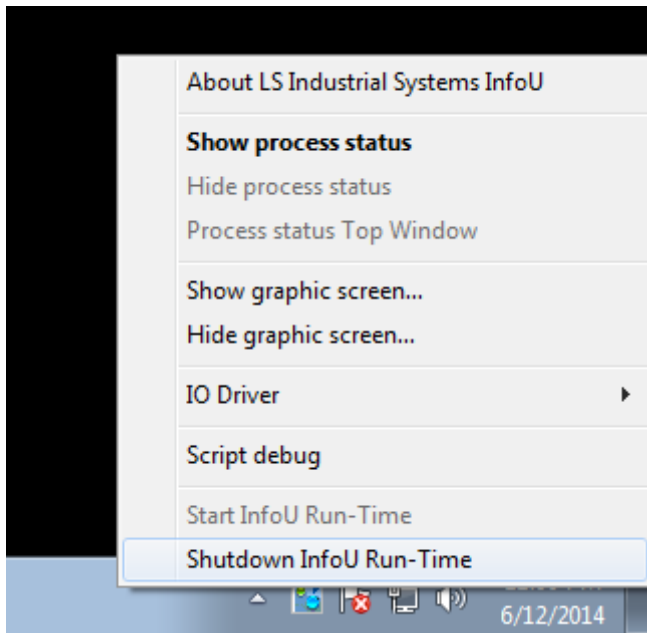 About LS Industrial Systems InfoU
Show process status
Hide process status
Process status Top Window
Show graphic screen...
Hide graphic screen...
IO Driver
Script debug
Start InfoU Run-Time
Shutdown InfoU Run-Time
6/12/2014